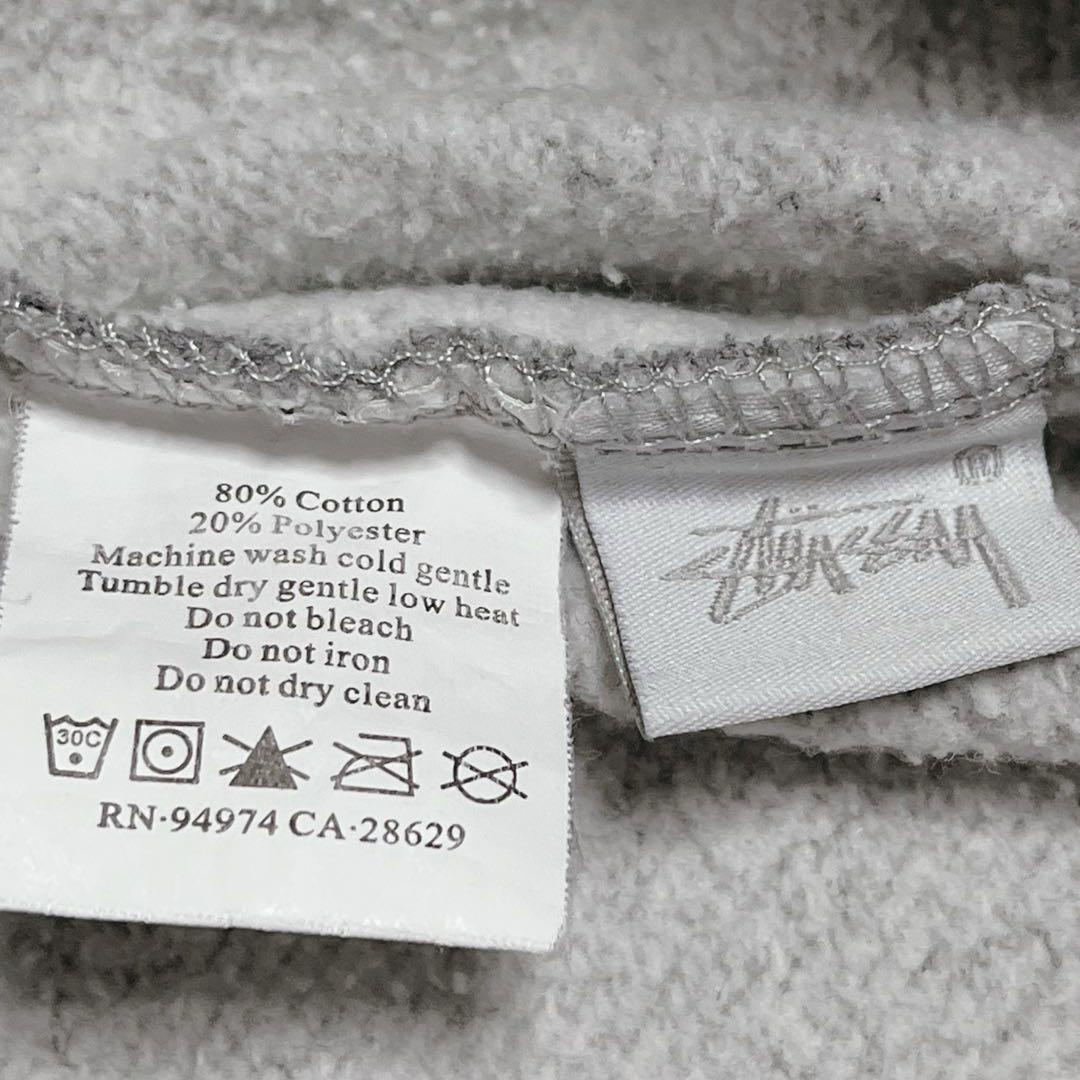 80% Cotton
20% Polyester
Machine wash cold gentle
Tumble dry gentle low heat
Do not bleach
Do not iron
Do not dry clean
30C
RN·94974 CA·28629
Stüssy
®